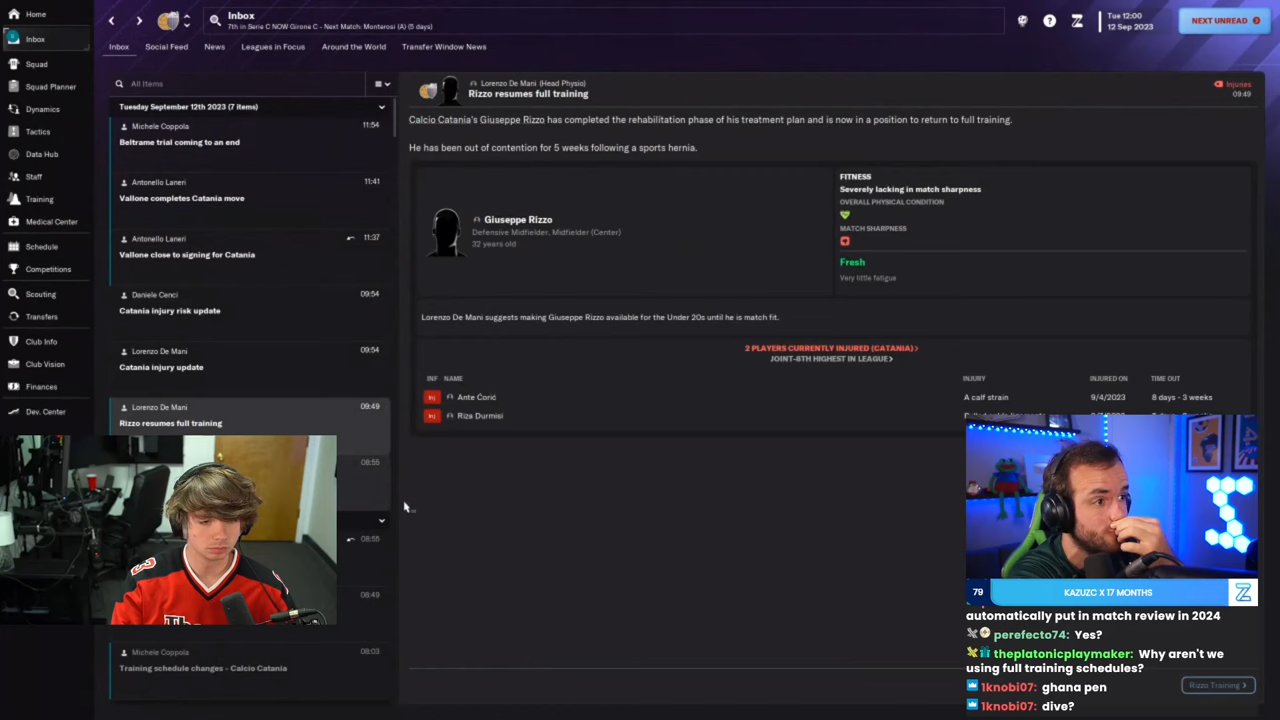 Home
Inbox
7th in Serie C NOW Girone C - Next Match: Monterosi (A) (5 days)
Tue 12:00
12 Sep 2023
NEXT UNREAD
Inbox
Squad
Squad Planner
Dynamics
Tactics
Data Hub
Staff
Training
Medical Center
Schedule
Competitions
Scouting
Transfers
Club Info
Club Vision
Finances
Dev. Center
Inbox Social Feed News Leagues in Focus Around the World Transfer Window News
All Items
Tuesday September 12th 2023 (7 items)
Michele Coppola 11:54
Beltrame trial coming to an end
Antonello Laneri 11:41
Vallone completes Catania move
Antonello Laneri 11:37
Vallone close to signing for Catania
Daniele Cenci 09:54
Catania injury risk update
Lorenzo De Mani 09:54
Catania injury update
Lorenzo De Mani 09:49
Rizzo resumes full training
08:55
08:55
08:49
Michele Coppola 08:03
Training schedule changes - Calcio Catania
Lorenzo De Mani (Head Physio)
Rizzo resumes full training
Injuries
09:49
Calcio Catania's Giuseppe Rizzo has completed the rehabilitation phase of his treatment plan and is now in a position to return to full training.
He has been out of contention for 5 weeks following a sports hernia.
Giuseppe Rizzo
Defensive Midfielder, Midfielder (Center)
32 years old
FITNESS
Severely lacking in match sharpness
OVERALL PHYSICAL CONDITION
MATCH SHARPNESS
Fresh
Very little fatigue
Lorenzo De Mani suggests making Giuseppe Rizzo available for the Under 20s until he is match fit.
2 PLAYERS CURRENTLY INJURED (CATANIA) >
JOINT-8TH HIGHEST IN LEAGUE >
INF NAME INJURY INJURED ON TIME OUT
Inj Ante Ćorić A calf strain 9/4/2023 8 days - 3 weeks
Inj Riza Durmisi
79 KAZUZC X 17 MONTHS
automatically put in match review in 2024
perefecto74: Yes?
theplatonicplaymaker: Why aren't we
using full training schedules?
1knobi07: ghana pen
1knobi07: dive?
Rizzo Training >